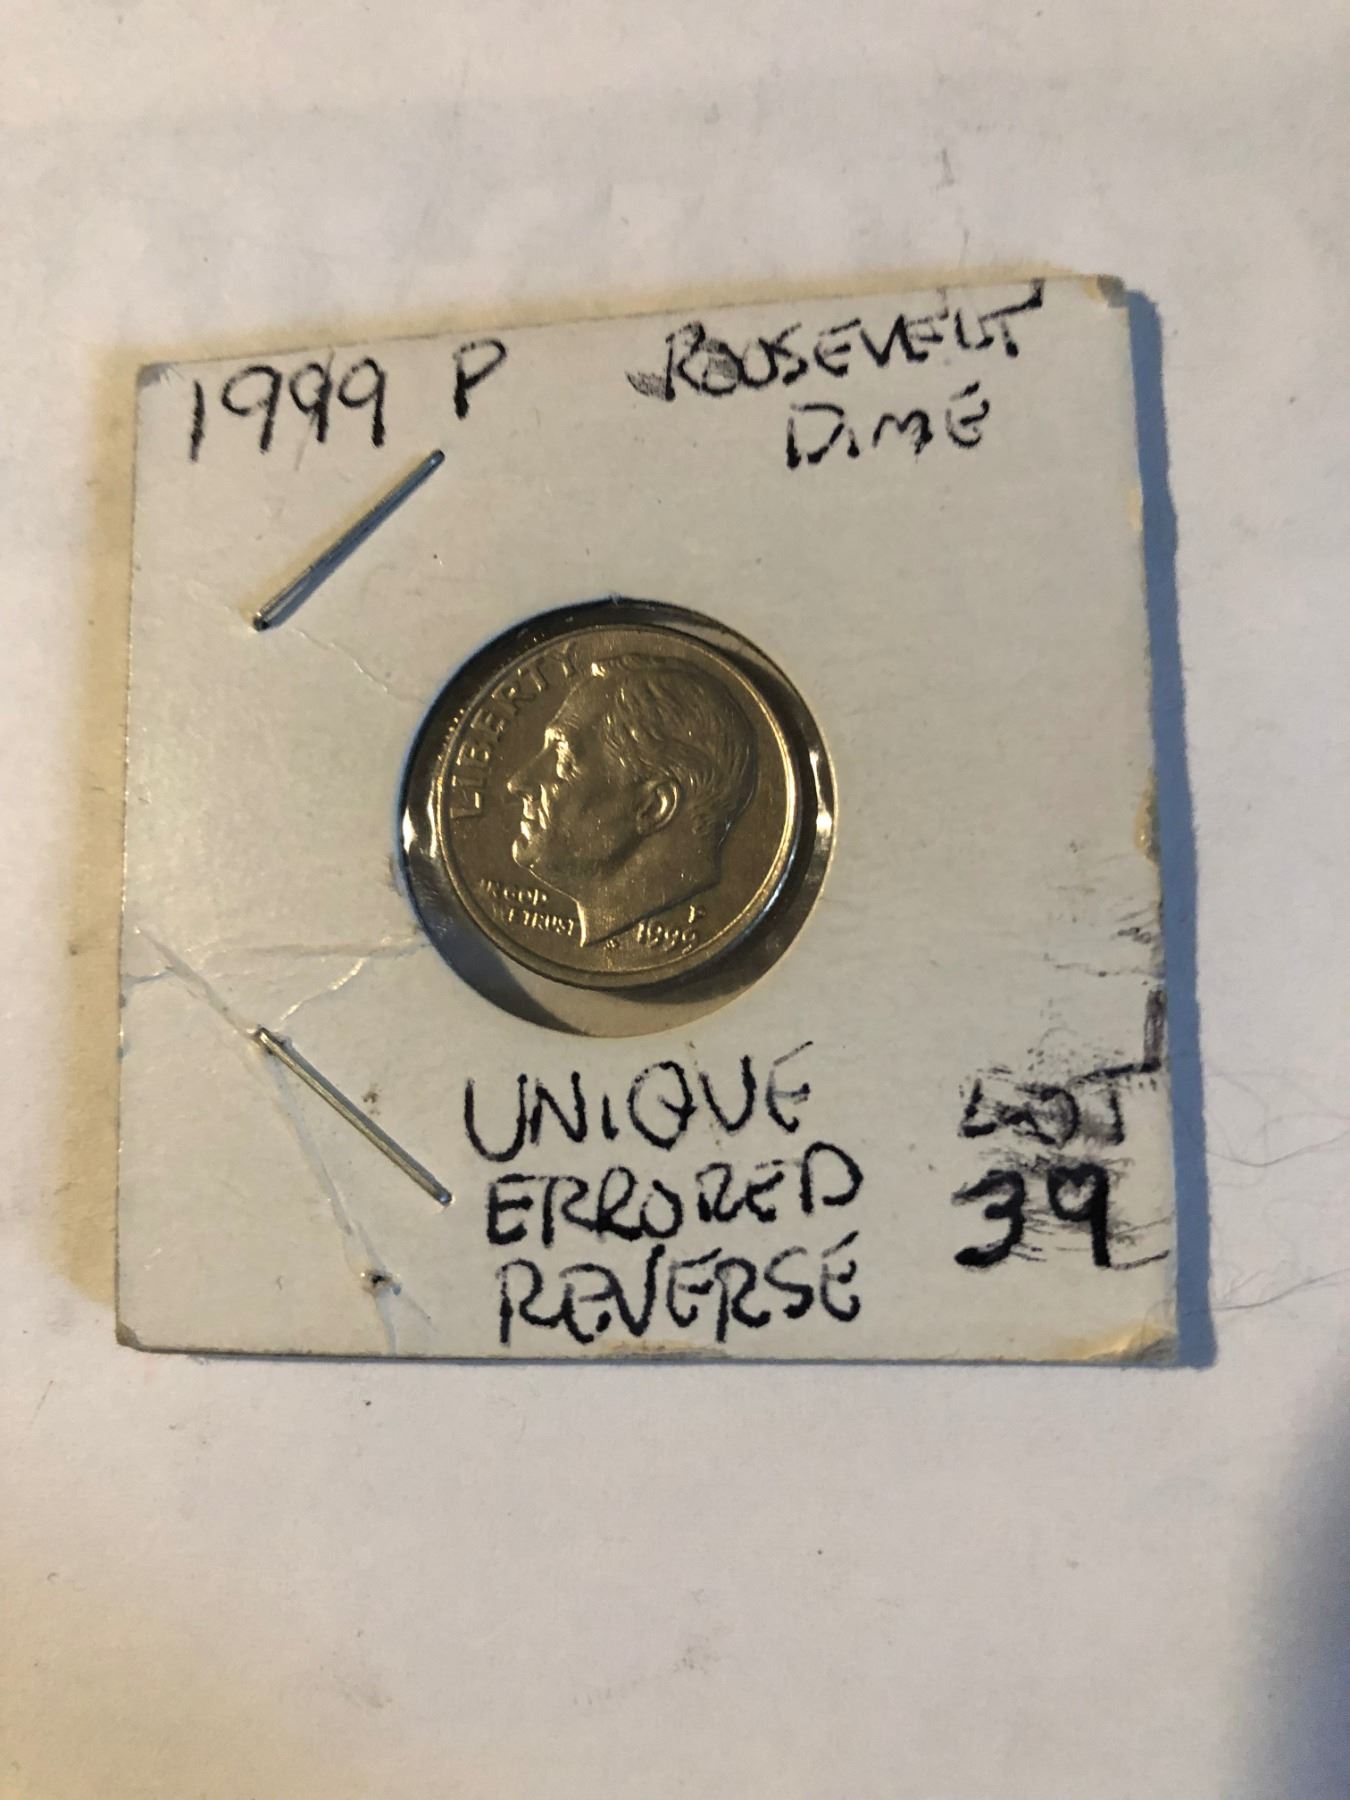 1999 P ROOSEVELT
DIME
LIBERTY
IN GOD
WE TRUST
P
1999
UNIQUE
ERRORED
REVERSE
LOT
39